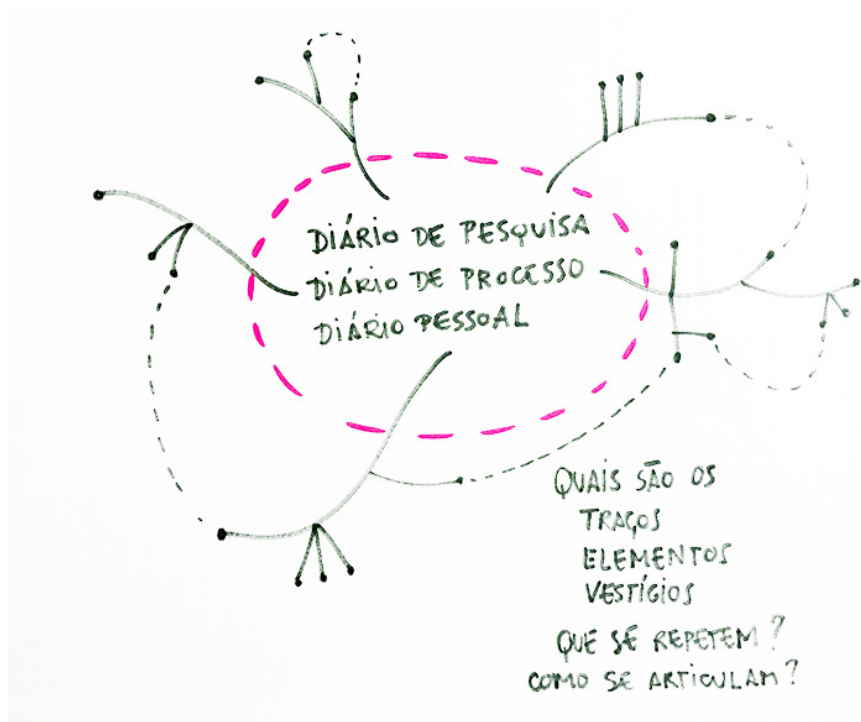 DIÁRIO DE PESQUISA
DIÁRIO DE PROCESSO
DIÁRIO PESSOAL
QUAIS SÃO OS
TRAÇOS
ELEMENTOS
VESTÍGIOS
QUE SE REPETEM?
COMO SE ARTICULAM?